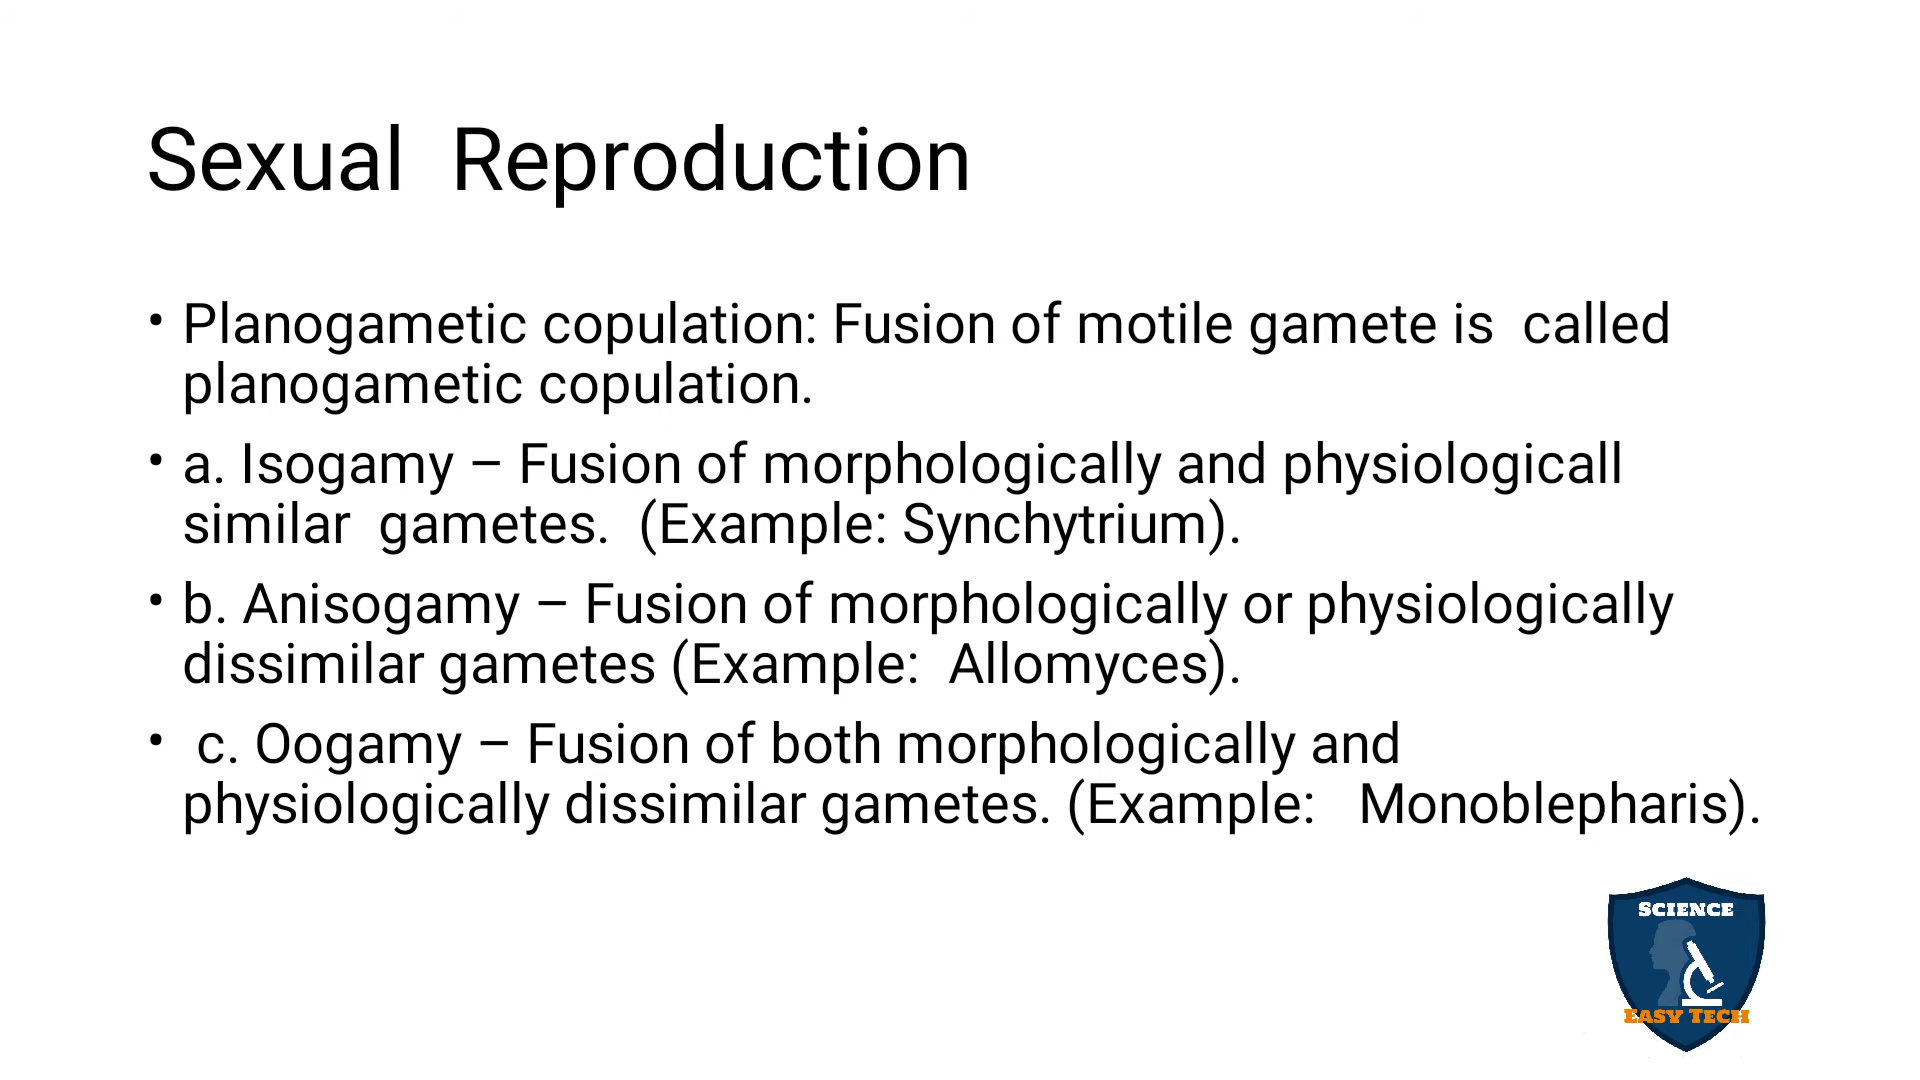 Sexual  Reproduction
• Planogametic copulation: Fusion of motile gamete is  called
planogametic copulation.
• a. Isogamy – Fusion of morphologically and physiologicall
similar  gametes.  (Example: Synchytrium).
• b. Anisogamy – Fusion of morphologically or physiologically
dissimilar gametes (Example:  Allomyces).
•  c. Oogamy – Fusion of both morphologically and
physiologically dissimilar gametes. (Example:   Monoblepharis).
SCIENCE
EASY TECH